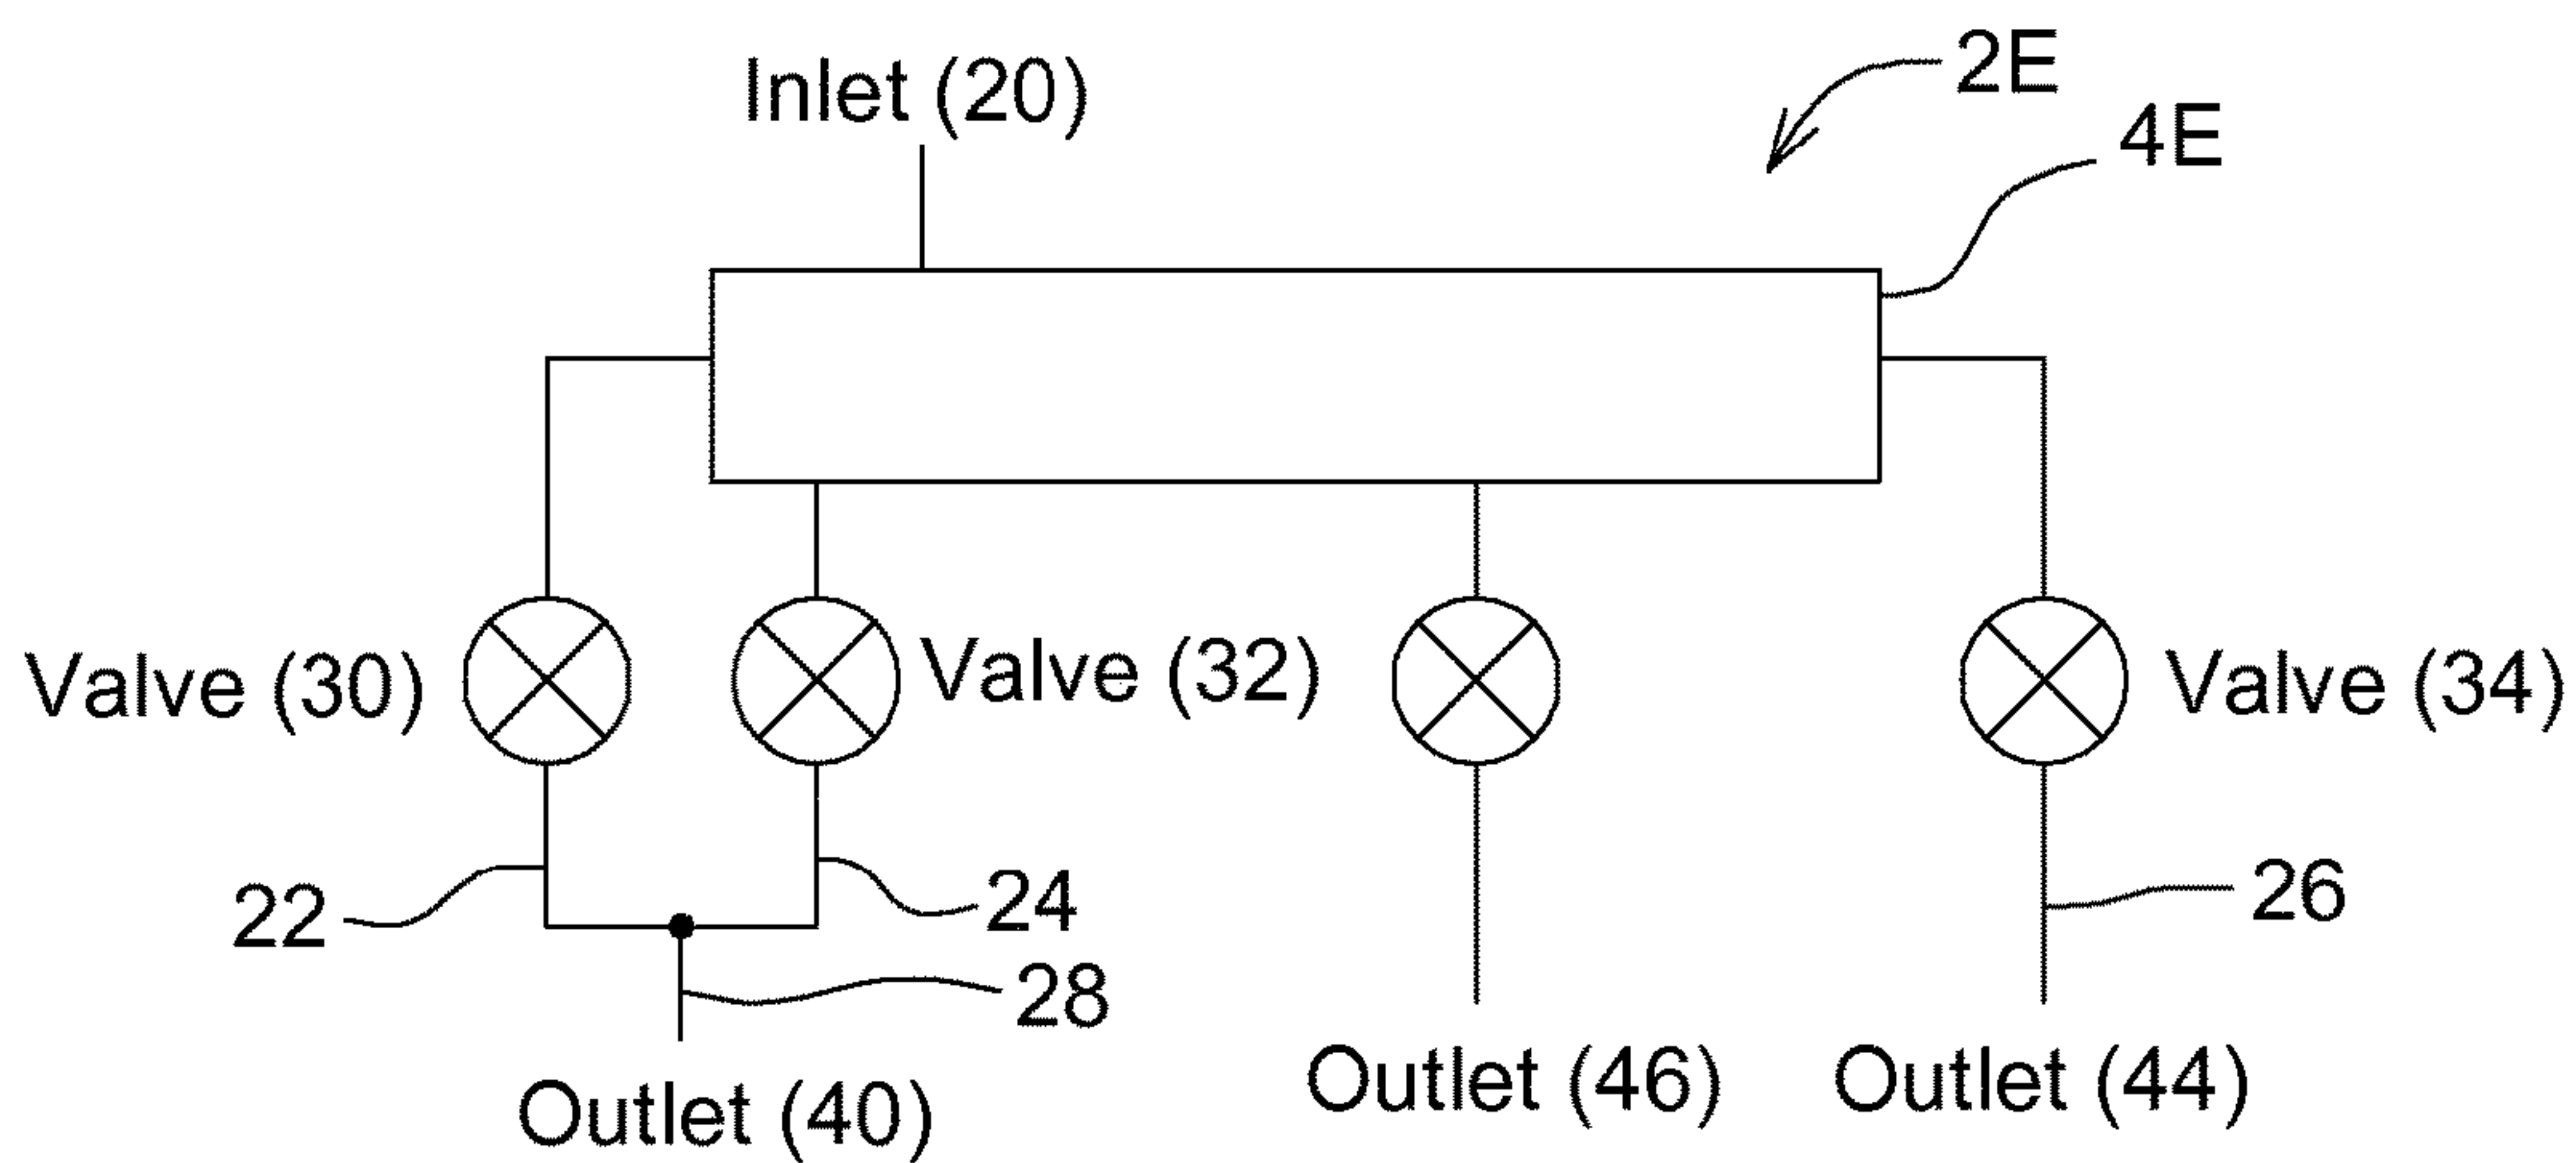 Inlet (20)
2E
4E
Valve (30)
Valve (32)
Valve (34)
22
24
26
28
Outlet (40)
Outlet (46)
Outlet (44)